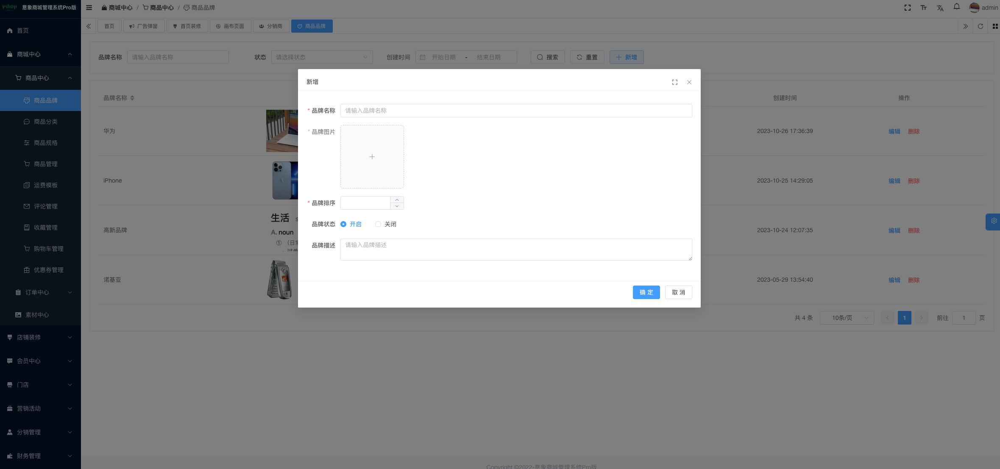 yshop 意象商城管理系统Pro版
商城中心 / 商品中心 / 商品品牌
admin
首页 广告弹窗 首页装修 画布页面 分销商 商品品牌
首页
商城中心
商品中心
商品品牌
商品分类
商品规格
商品管理
运费模板
评论管理
收藏管理
购物车管理
优惠券管理
订单中心
素材中心
店铺装修
会员中心
门店
营销活动
分销管理
财务管理
品牌名称 请输入品牌名称 状态 请选择状态 创建时间 开始日期 - 结束日期 搜索 重置 新增
品牌名称 创建时间 操作
华为 2023-10-26 17:36:39 编辑 删除
iPhone 2023-10-25 14:29:05 编辑 删除
生活
A. noun
① （日常
高新品牌 2023-10-24 12:07:35 编辑 删除
诺基亚 2023-05-29 13:54:40 编辑 删除
共 4 条 10条/页 1 前往 1 页
新增
* 品牌名称 请输入品牌名称
* 品牌图片
* 品牌排序
品牌状态 开启 关闭
品牌描述 请输入品牌描述
确 定 取 消
Copyright ©2022-意象商城管理系统Pro版